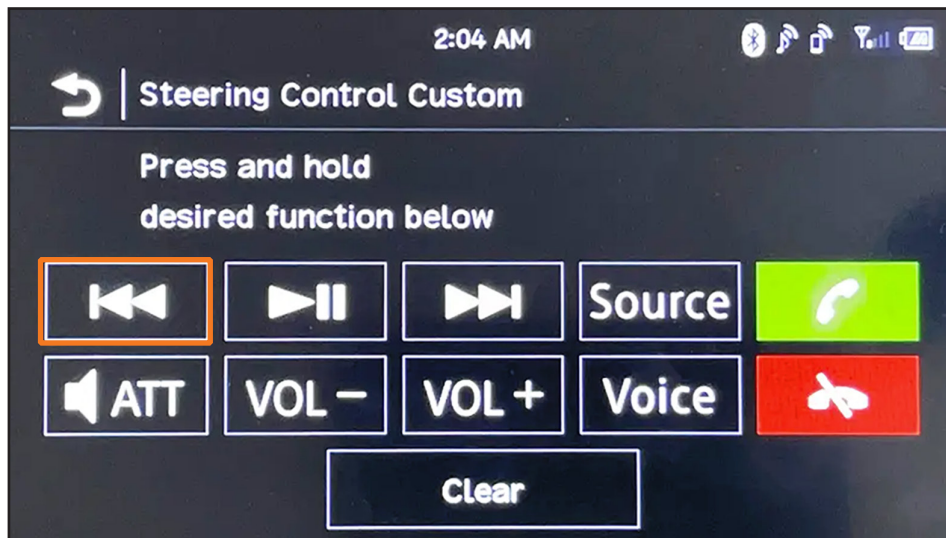 2:04 AM
Steering Control Custom
Press and hold
desired function below
Source
ATT VOL - VOL + Voice
Clear